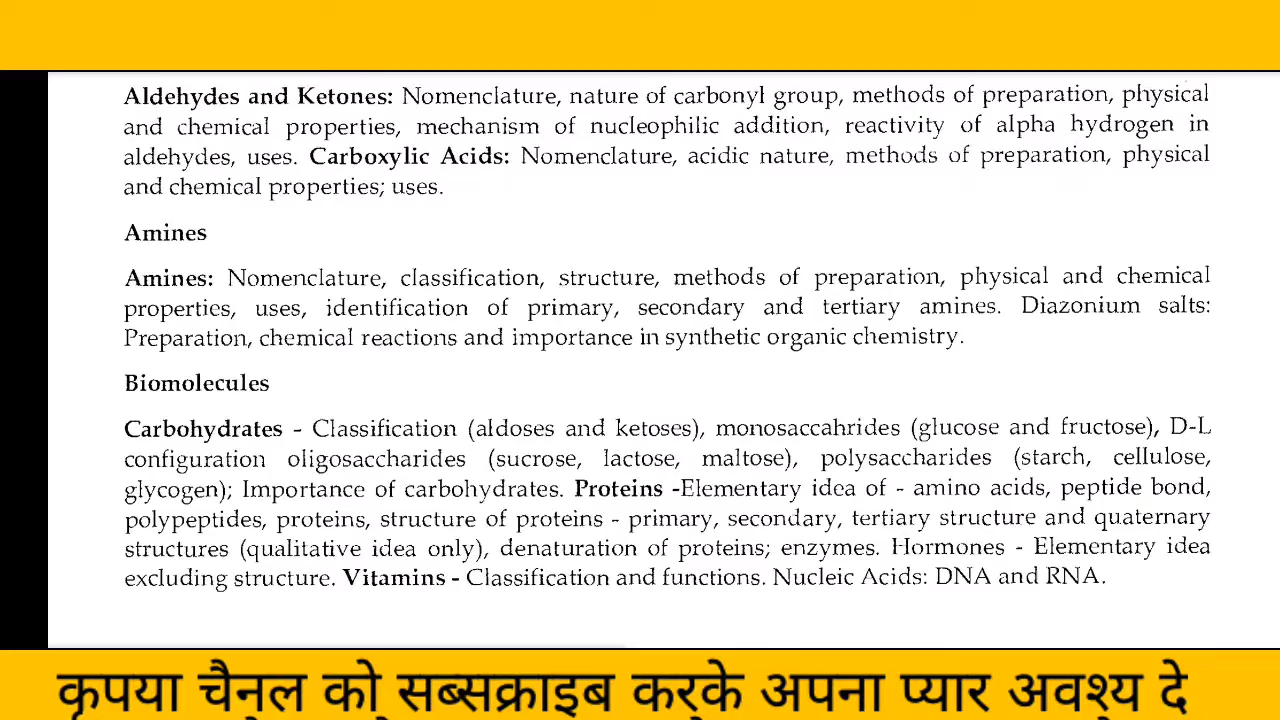 Aldehydes and Ketones: Nomenclature, nature of carbonyl group, methods of preparation, physical
and chemical properties, mechanism of nucleophilic addition, reactivity of alpha hydrogen in
aldehydes, uses. Carboxylic Acids: Nomenclature, acidic nature, methods of preparation, physical
and chemical properties; uses.
Amines
Amines: Nomenclature, classification, structure, methods of preparation, physical and chemical
properties, uses, identification of primary, secondary and tertiary amines. Diazonium salts:
Preparation, chemical reactions and importance in synthetic organic chemistry.
Biomolecules
Carbohydrates - Classification (aldoses and ketoses), monosaccahrides (glucose and fructose), D-L
configuration oligosaccharides (sucrose, lactose, maltose), polysaccharides (starch, cellulose,
glycogen); Importance of carbohydrates. Proteins -Elementary idea of - amino acids, peptide bond,
polypeptides, proteins, structure of proteins - primary, secondary, tertiary structure and quaternary
structures (qualitative idea only), denaturation of proteins; enzymes. Hormones - Elementary idea
excluding structure. Vitamins - Classification and functions. Nucleic Acids: DNA and RNA.
कृपया चैनल को सब्सक्राइब करके अपना प्यार अवश्य दे